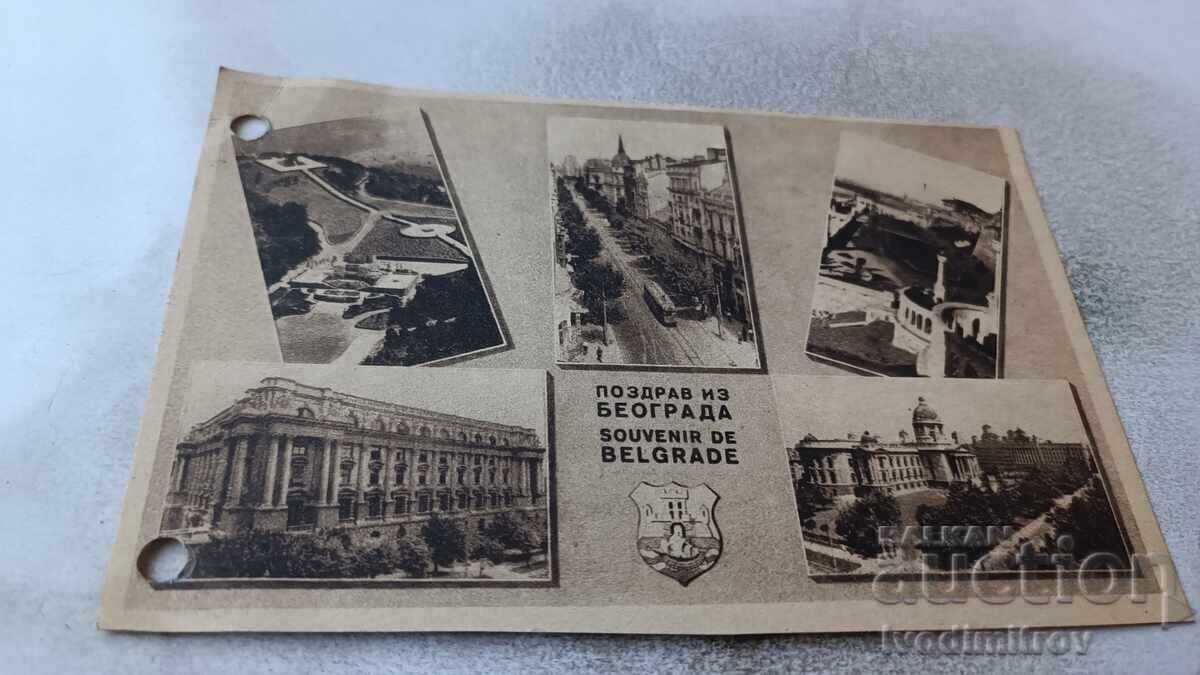 ПОЗДРАВ ИЗ
БЕОГРАДА
SOUVENIR DE
BELGRADE
BALKAN
auction
Ivodimitrov